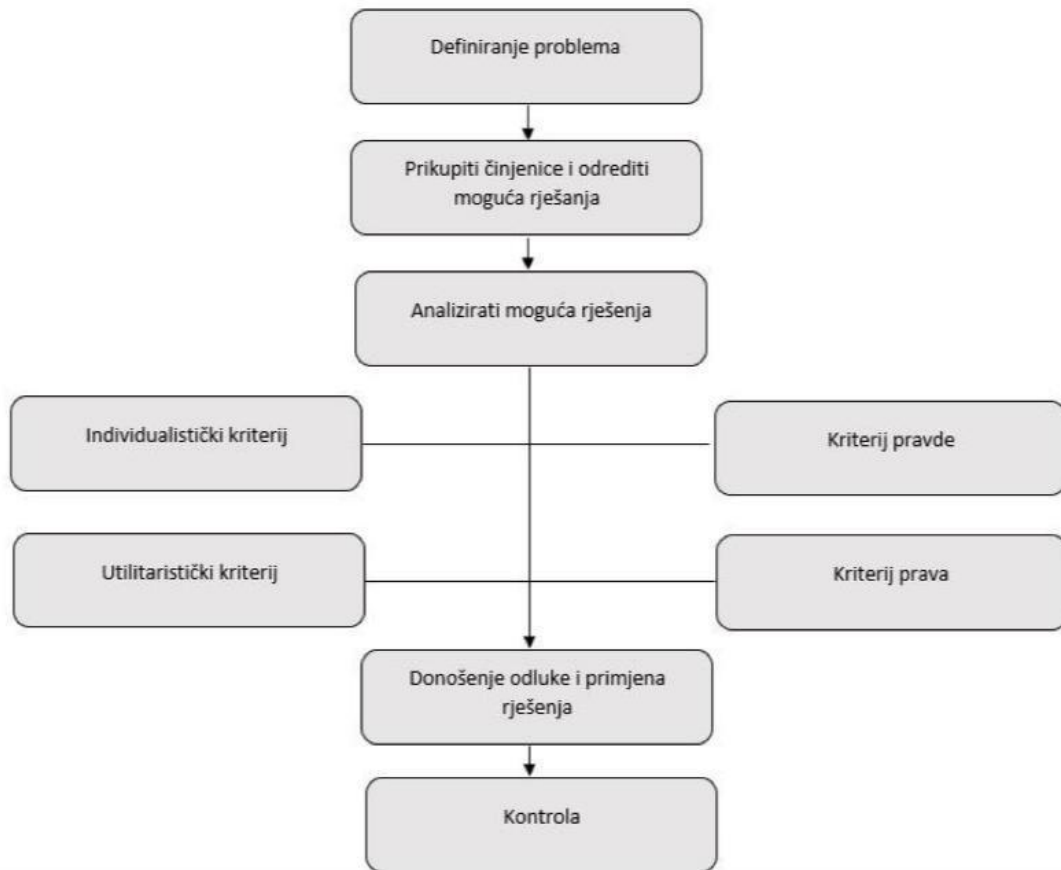 Definiranje problema
Prikupiti činjenice i odrediti
moguća rješanja
Analizirati moguća rješenja
Individualistički kriterij
Kriterij pravde
Utilitaristički kriterij
Kriterij prava
Donošenje odluke i primjena
rješenja
Kontrola